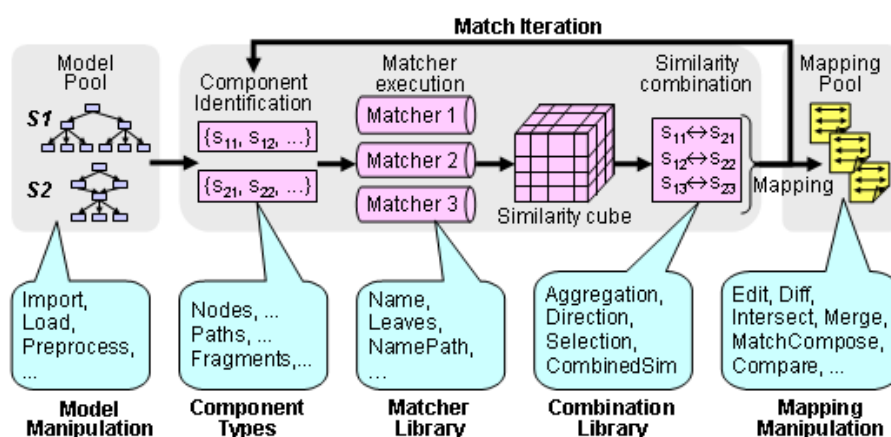 Match Iteration
Model
Pool
S1
S2
Component
Identification
{s11, s12, ...}
{s21, s22, ...}
Matcher
execution
Matcher 1
Matcher 2
Matcher 3
Similarity cube
Similarity
combination
s11↔s21
s12↔s22
s13↔s23
Mapping
Mapping
Pool
Import,
Load,
Preprocess,
...
Nodes, ...
Paths, ...
Fragments,...
Name,
Leaves,
NamePath,
...
Aggregation,
Direction,
Selection,
CombinedSim
Edit, Diff,
Intersect, Merge,
MatchCompose,
Compare, ...
Model
Manipulation
Component
Types
Matcher
Library
Combination
Library
Mapping
Manipulation